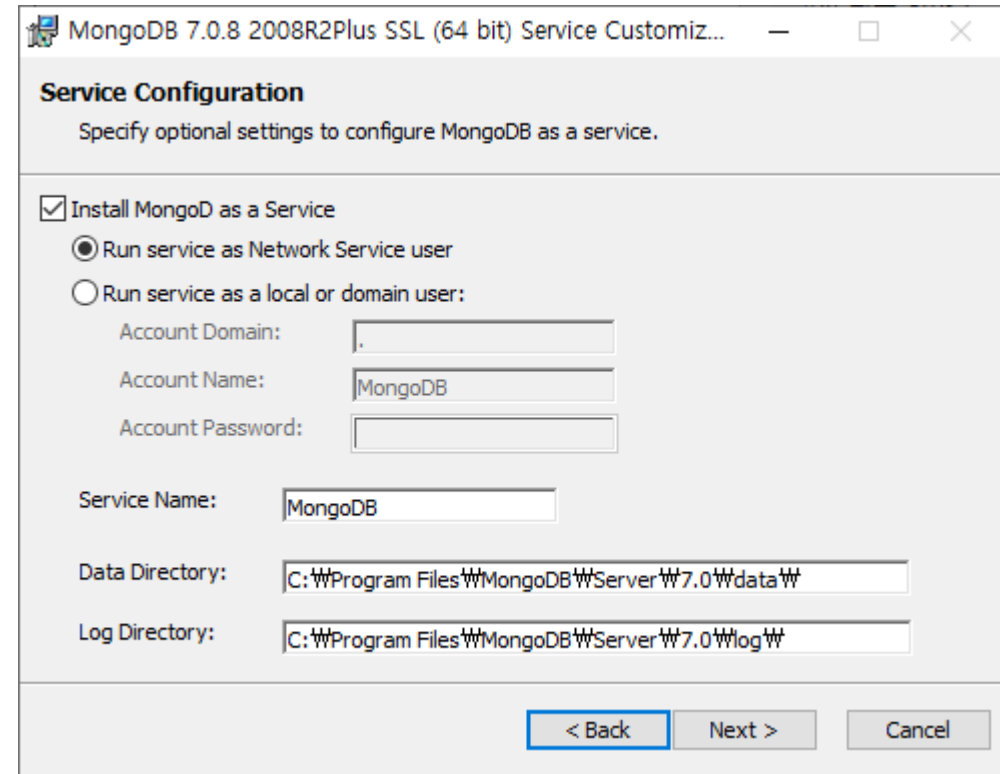 MongoDB 7.0.8 2008R2Plus SSL (64 bit) Service Customiz...
Service Configuration
Specify optional settings to configure MongoDB as a service.
Install MongoD as a Service
Run service as Network Service user
Run service as a local or domain user:
Account Domain: .
Account Name: MongoDB
Account Password:
Service Name: MongoDB
Data Directory: C:₩Program Files₩MongoDB₩Server₩7.0₩data₩
Log Directory: C:₩Program Files₩MongoDB₩Server₩7.0₩log₩
< Back Next > Cancel